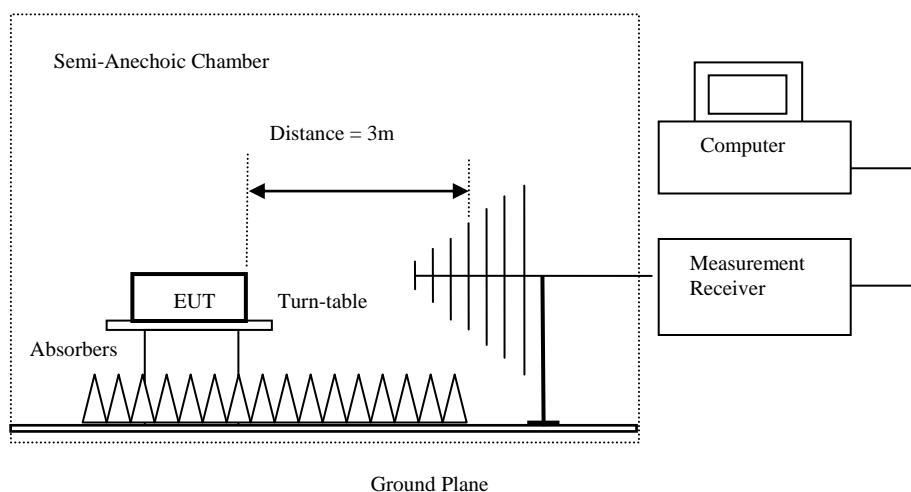 Semi-Anechoic Chamber
Distance = 3m
Computer
Measurement
Receiver
EUT
Turn-table
Absorbers
Ground Plane